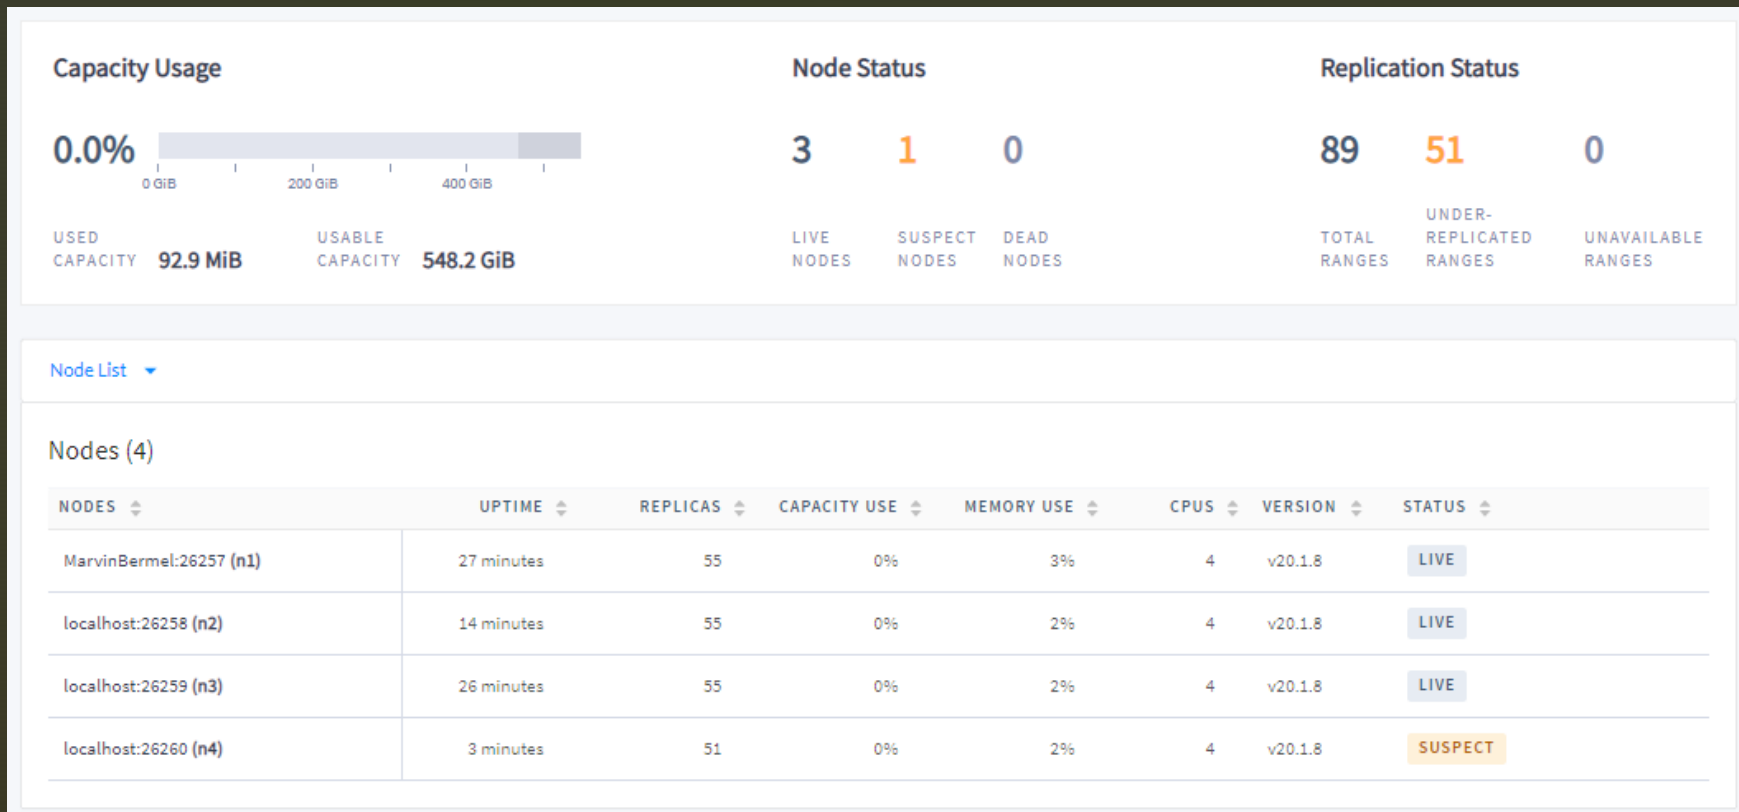 Capacity Usage
0.0%
0 GiB 200 GiB 400 GiB
USED CAPACITY 92.9 MiB
USABLE CAPACITY 548.2 GiB
Node Status
3 1 0
LIVE NODES
SUSPECT NODES
DEAD NODES
Replication Status
89 51 0
TOTAL RANGES
UNDER-REPLICATED RANGES
UNAVAILABLE RANGES
Node List
Nodes (4)
NODES UPTIME REPLICAS CAPACITY USE MEMORY USE CPUS VERSION STATUS
MarvinBermel:26257 (n1) 27 minutes 55 0% 3% 4 v20.1.8 LIVE
localhost:26258 (n2) 14 minutes 55 0% 2% 4 v20.1.8 LIVE
localhost:26259 (n3) 26 minutes 55 0% 2% 4 v20.1.8 LIVE
localhost:26260 (n4) 3 minutes 51 0% 2% 4 v20.1.8 SUSPECT